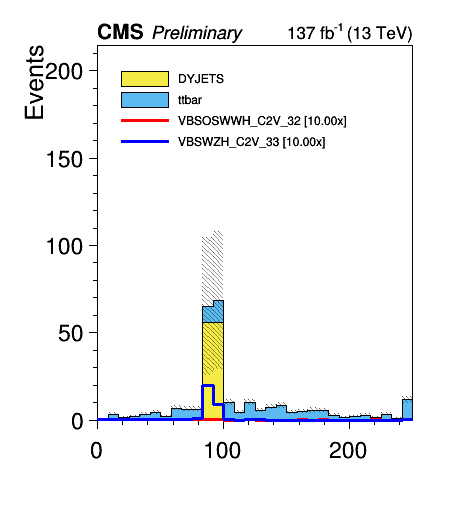 CMS Preliminary 137 fb-1 (13 TeV)
Events
200
150
100
50
0
DYJETS
ttbar
VBSOSWWH_C2V_32 [10.00x]
VBSWZH_C2V_33 [10.00x]
0 100 200